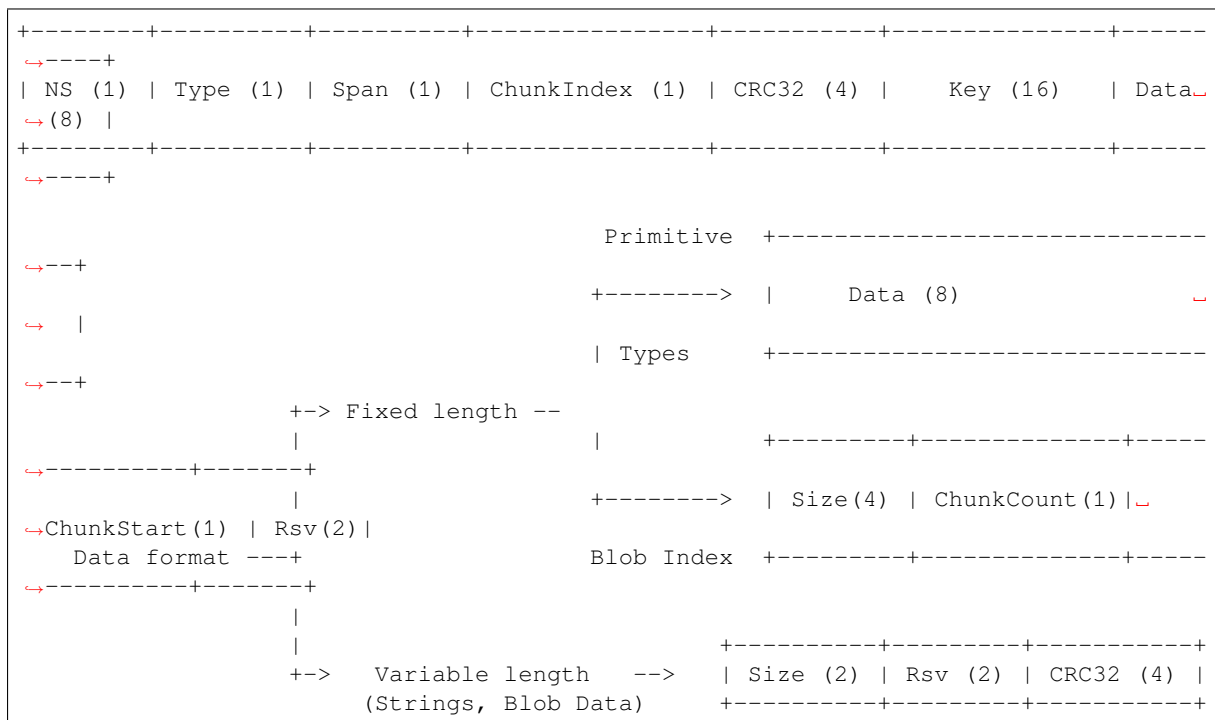 +--------+----------+----------+---------------+-----------+--------------+------
↪----+
| NS (1) | Type (1) | Span (1) | ChunkIndex (1) | CRC32 (4) |    Key (16)   | Data␣
↪(8) |
+--------+----------+----------+---------------+-----------+--------------+------
↪----+

                                       Primitive  +-----------------------------
↪--+
                                      +-------->  |     Data (8)                ␣
↪  |
                                      | Types     +-----------------------------
↪--+
                  +-> Fixed length --
                  |                   |           +---------+--------------+-----
↪----------+-------+
                  |                   +-------->  | Size(4) | ChunkCount(1)|␣
↪ChunkStart(1) | Rsv(2)|
   Data format ---+                   Blob Index  +---------+--------------+-----
↪----------+-------+
                  |
                  |                            +----------+---------+-----------+
                  +->   Variable length   -->  | Size (2) | Rsv (2) | CRC32 (4) |
                       (Strings, Blob Data)    +----------+---------+-----------+